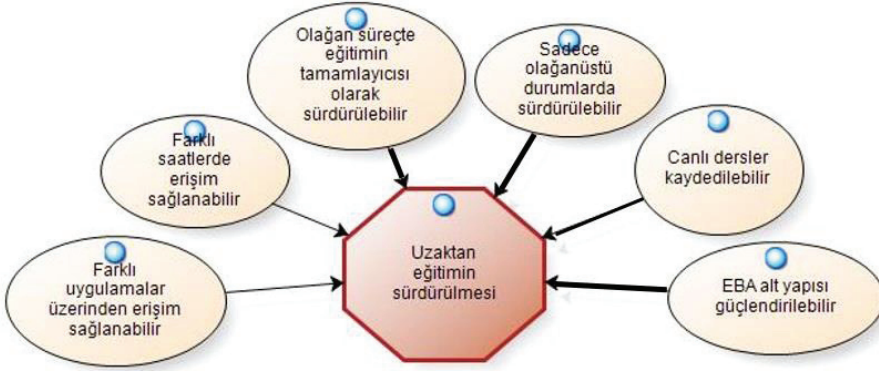 Olağan süreçte
eğitimin
tamamlayıcısı
olarak
sürdürülebilir
Sadece
olağanüstü
durumlarda
sürdürülebilir
Farklı
saatlerde
erişim
sağlanabilir
Canlı dersler
kaydedilebilir
Uzaktan
eğitimin
sürdürülmesi
Farklı
uygulamalar
üzerinden erişim
sağlanabilir
EBA alt yapısı
güçlendirilebilir